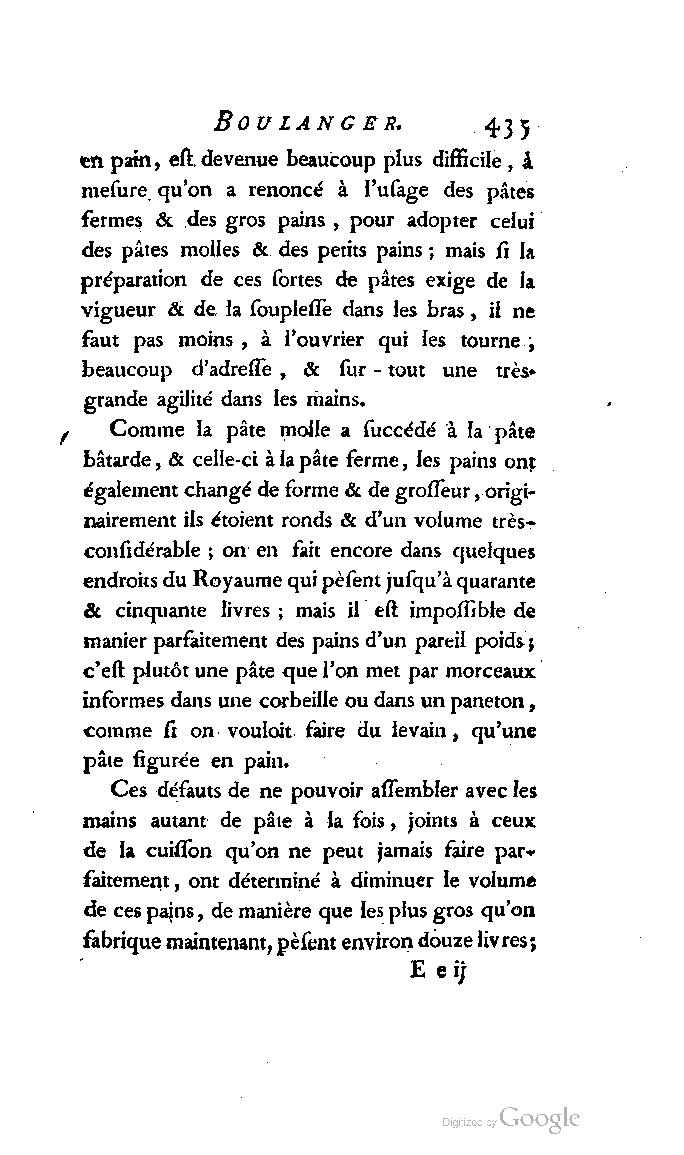 BOULANGER. 435
en pain, eſt devenue beaucoup plus difficile, à
meſure qu'on a renoncé à l'uſage des pâtes
fermes & des gros pains, pour adopter celui
des pâtes molles & des petits pains; mais ſi la
préparation de ces ſortes de pâtes exige de la
vigueur & de la ſoupleſſe dans les bras, il ne
faut pas moins, à l'ouvrier qui les tourne,
beaucoup d'adreſſe, & ſur-tout une très-
grande agilité dans les mains.
Comme la pâte molle a ſuccédé à la pâte
bâtarde, & celle-ci à la pâte ferme, les pains ont
également changé de forme & de groſſeur, origi-
nairement ils étoient ronds & d'un volume très-
conſidérable; on en fait encore dans quelques
endroits du Royaume qui pèſent juſqu'à quarante
& cinquante livres; mais il eſt impoſſible de
manier parfaitement des pains d'un pareil poids;
c'eſt plutôt une pâte que l'on met par morceaux
informes dans une corbeille ou dans un paneton,
comme ſi on vouloit faire du levain, qu'une
pâte figurée en pain.
Ces défauts de ne pouvoir aſſembler avec les
mains autant de pâte à la fois, joints à ceux
de la cuiſſon qu'on ne peut jamais faire par-
faitement, ont déterminé à diminuer le volume
de ces pains, de manière que les plus gros qu'on
fabrique maintenant, pèſent environ douze livres;
E e ij
Digitized by Google